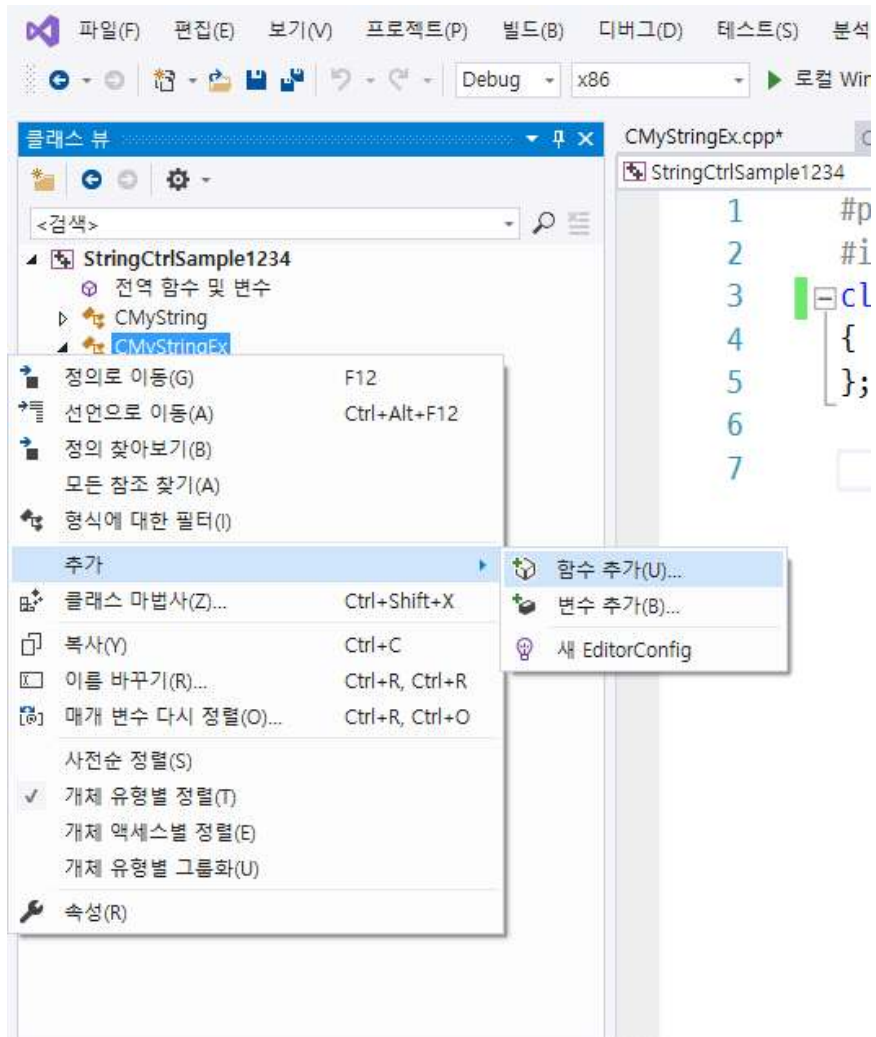 파일(F) 편집(E) 보기(V) 프로젝트(P) 빌드(B) 디버그(D) 테스트(S) 분석
Debug x86 로컬 Win
클래스 뷰
CMyStringEx.cpp*
StringCtrlSample1234
<검색>
StringCtrlSample1234
전역 함수 및 변수
CMyString
CMyStringEx
1 #p
2 #i
3 cl
4 {
5 };
6
7
정의로 이동(G) F12
선언으로 이동(A) Ctrl+Alt+F12
정의 찾아보기(B)
모든 참조 찾기(A)
형식에 대한 필터(I)
추가
함수 추가(U)...
변수 추가(B)...
새 EditorConfig
클래스 마법사(Z)... Ctrl+Shift+X
복사(Y) Ctrl+C
이름 바꾸기(R)... Ctrl+R, Ctrl+R
매개 변수 다시 정렬(O)... Ctrl+R, Ctrl+O
사전순 정렬(S)
개체 유형별 정렬(T)
개체 액세스별 정렬(E)
개체 유형별 그룹화(U)
속성(R)